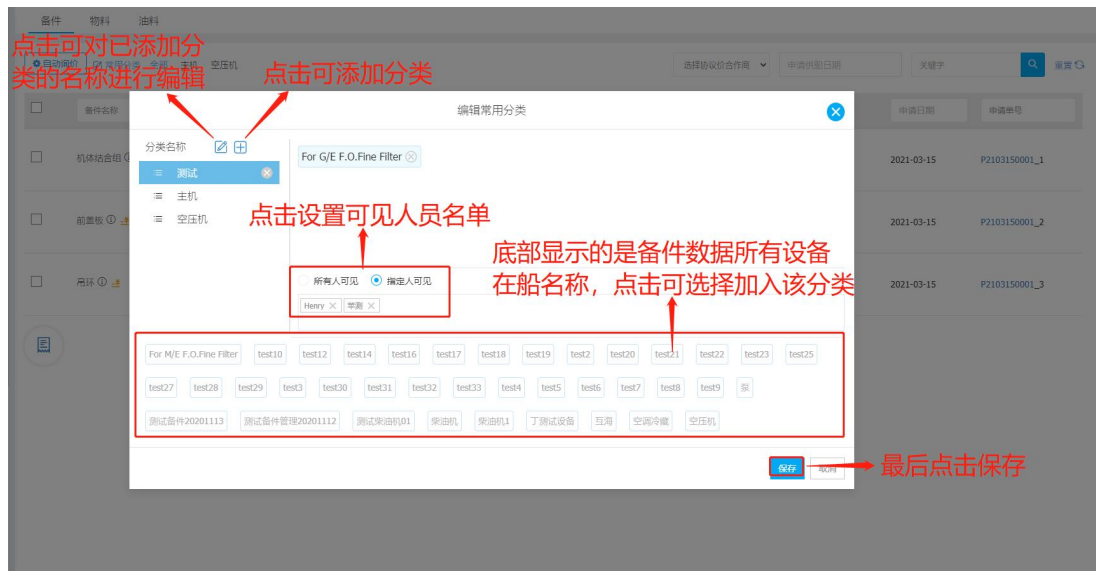 备件 物料 油料
点击可对已添加分
类的名称进行编辑
点击可添加分类
自动询价 常用分类 全部 主机 空压机 选择协议价合作商 申请供船日期 关键字 重置
备件名称 申请日期 申请单号
编辑常用分类
分类名称
For G/E F.O.Fine Filter
测试
主机
空压机
机体结合组 2021-03-15 P2103150001_1
前盖板 2021-03-15 P2103150001_2
吊环 2021-03-15 P2103150001_3
点击设置可见人员名单
底部显示的是备件数据所有设备
在船名称，点击可选择加入该分类
所有人可见 指定人可见
Henry 苹测
For M/E F.O.Fine Filter test10 test12 test14 test16 test17 test18 test19 test2 test20 test21 test22 test23 test25
test27 test28 test29 test3 test30 test31 test32 test33 test4 test5 test6 test7 test8 test9 泵
测试备件20201113 测试备件管理20201112 测试柴油机01 柴油机 柴油机1 丁测试设备 互海 空调冷藏 空压机
保存 取消
最后点击保存